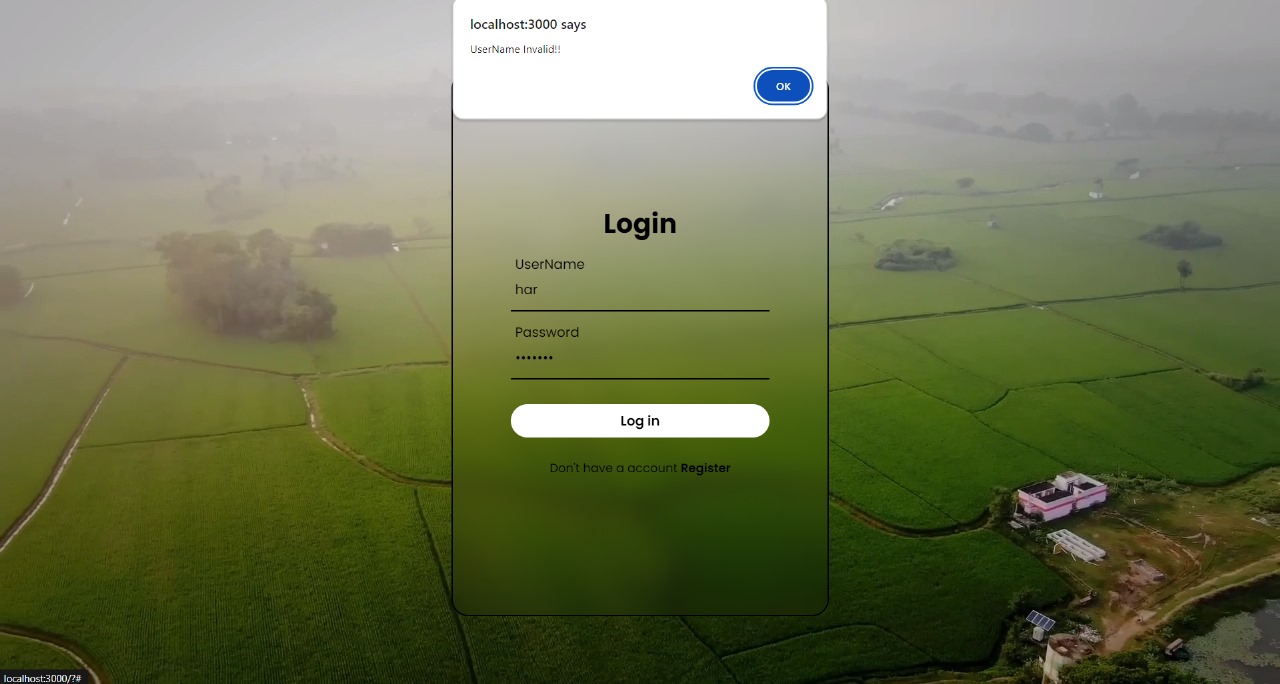 localhost:3000 says
UserName Invalid!!
OK
Login
UserName
har
Password
•••••••
Log in
Don't have a account Register
localhost:3000/?#